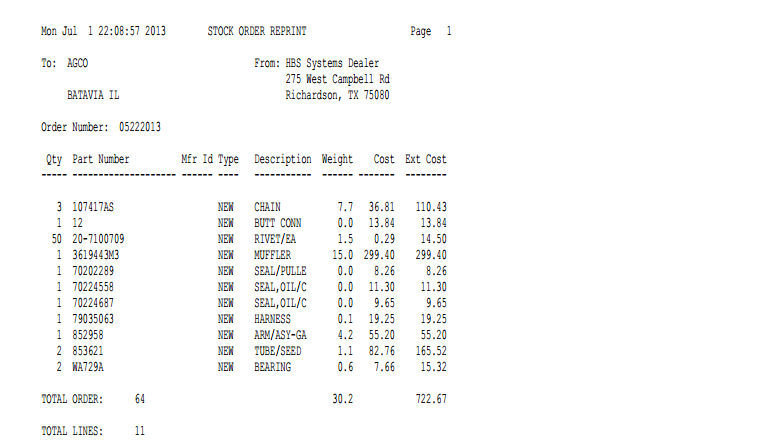 Mon Jul 1 22:08:57 2013 STOCK ORDER REPRINT Page 1
To: AGCO From: HBS Systems Dealer
275 West Campbell Rd
BATAVIA IL Richardson, TX 75080
Order Number: 05222013
Qty Part Number Mfr Id Type Description Weight Cost Ext Cost
----- -------------------- ------ ---- ----------- ------ ------- --------
3 107417AS NEW CHAIN 7.7 36.81 110.43
1 12 NEW BUTT CONN 0.0 13.84 13.84
50 20-7100709 NEW RIVET/EA 1.5 0.29 14.50
1 3619443M3 NEW MUFFLER 15.0 299.40 299.40
1 70202289 NEW SEAL/PULLE 0.0 8.26 8.26
1 70224558 NEW SEAL,OIL/C 0.0 11.30 11.30
1 70224687 NEW SEAL,OIL/C 0.0 9.65 9.65
1 79035063 NEW HARNESS 0.1 19.25 19.25
1 852958 NEW ARM/ASY-GA 4.2 55.20 55.20
2 853621 NEW TUBE/SEED 1.1 82.76 165.52
2 WA729A NEW BEARING 0.6 7.66 15.32
TOTAL ORDER: 64 30.2 722.67
TOTAL LINES: 11